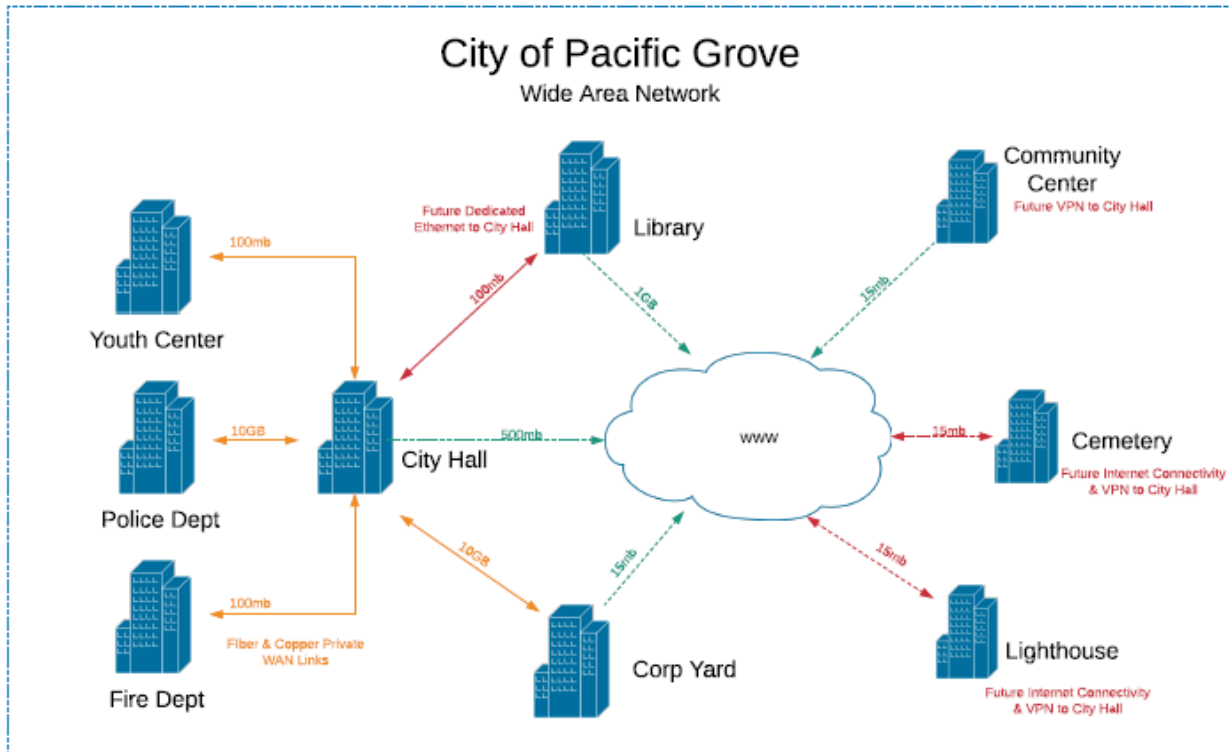 City of Pacific Grove
Wide Area Network
Community
Center
Future VPN to City Hall
Future Dedicated
Ethernet to City Hall
Library
100mb
100mb
1GB
15mb
Youth Center
10GB
City Hall
500mb
www
15mb
Cemetery
Future Internet Connectivity
& VPN to City Hall
Police Dept
10GB
15mb
15mb
100mb
Fiber & Copper Private
WAN Links
Fire Dept
Corp Yard
Lighthouse
Future Internet Connectivity
& VPN to City Hall